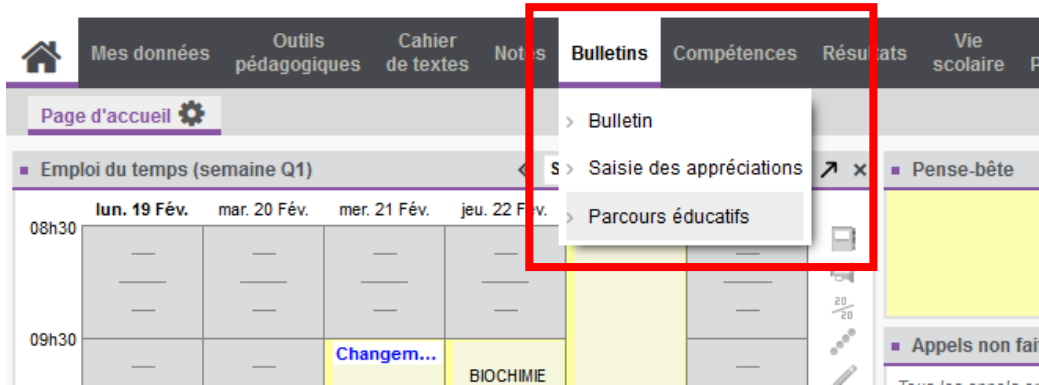 Mes données
Outils
pédagogiques
Cahier
de textes
Notes
Bulletins
Compétences
Résultats
Vie
scolaire
P
Page d'accueil
Bulletin
Saisie des appréciations
Parcours éducatifs
Emploi du temps (semaine Q1)
S
Pense-bête
lun. 19 Fév.
mar. 20 Fév.
mer. 21 Fév.
jeu. 22 Fév.
08h30
20/20
09h30
Changem...
BIOCHIMIE
Appels non fai